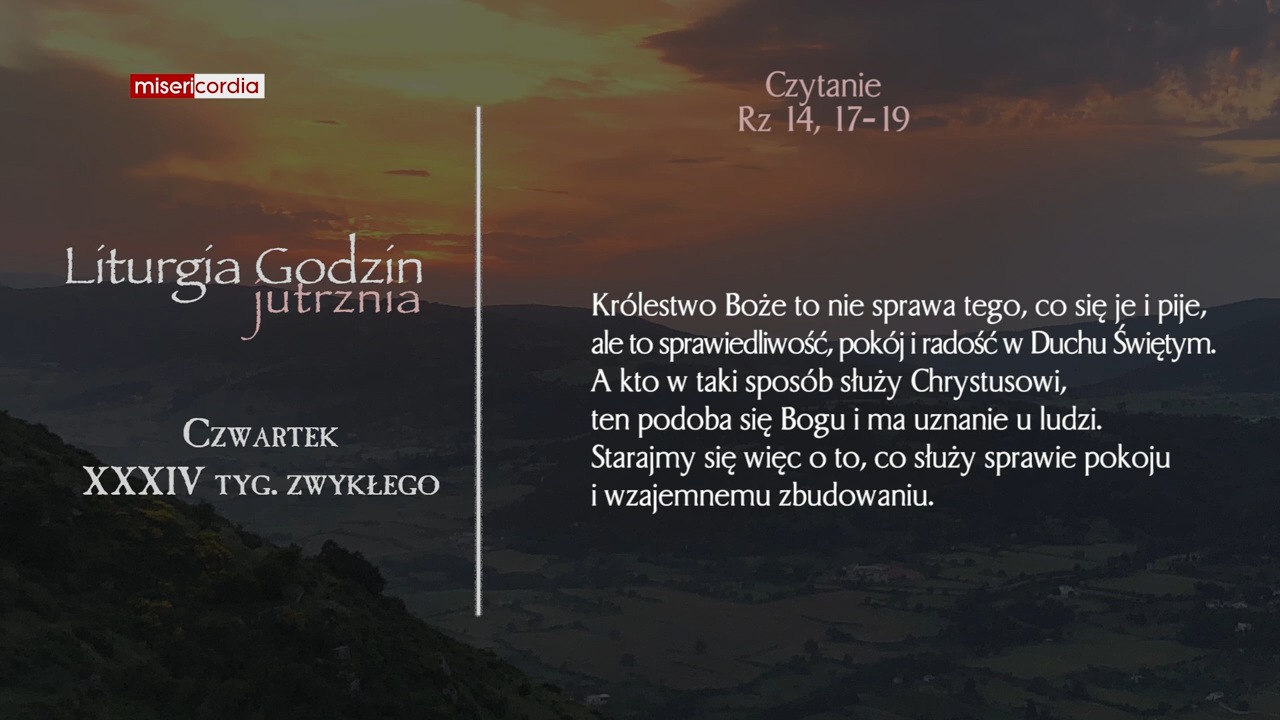 misericordia
Liturgia Godzin
jutrznia
Czwartek
XXXIV tyg. zwykłego
Czytanie
Rz 14, 17-19
Królestwo Boże to nie sprawa tego, co się je i pije,
ale to sprawiedliwość, pokój i radość w Duchu Świętym.
A kto w taki sposób służy Chrystusowi,
ten podoba się Bogu i ma uznanie u ludzi.
Starajmy się więc o to, co służy sprawie pokoju
i wzajemnemu zbudowaniu.